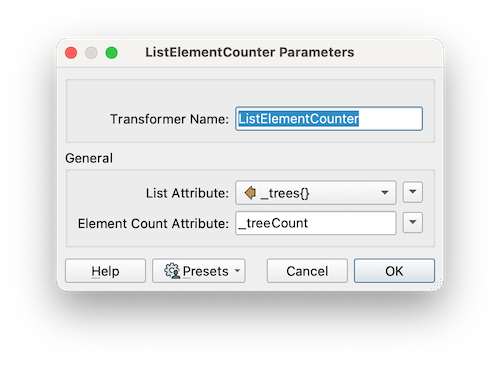 ListElementCounter Parameters
Transformer Name: ListElementCounter
General
List Attribute: _trees{}
Element Count Attribute: _treeCount
Help Presets Cancel OK